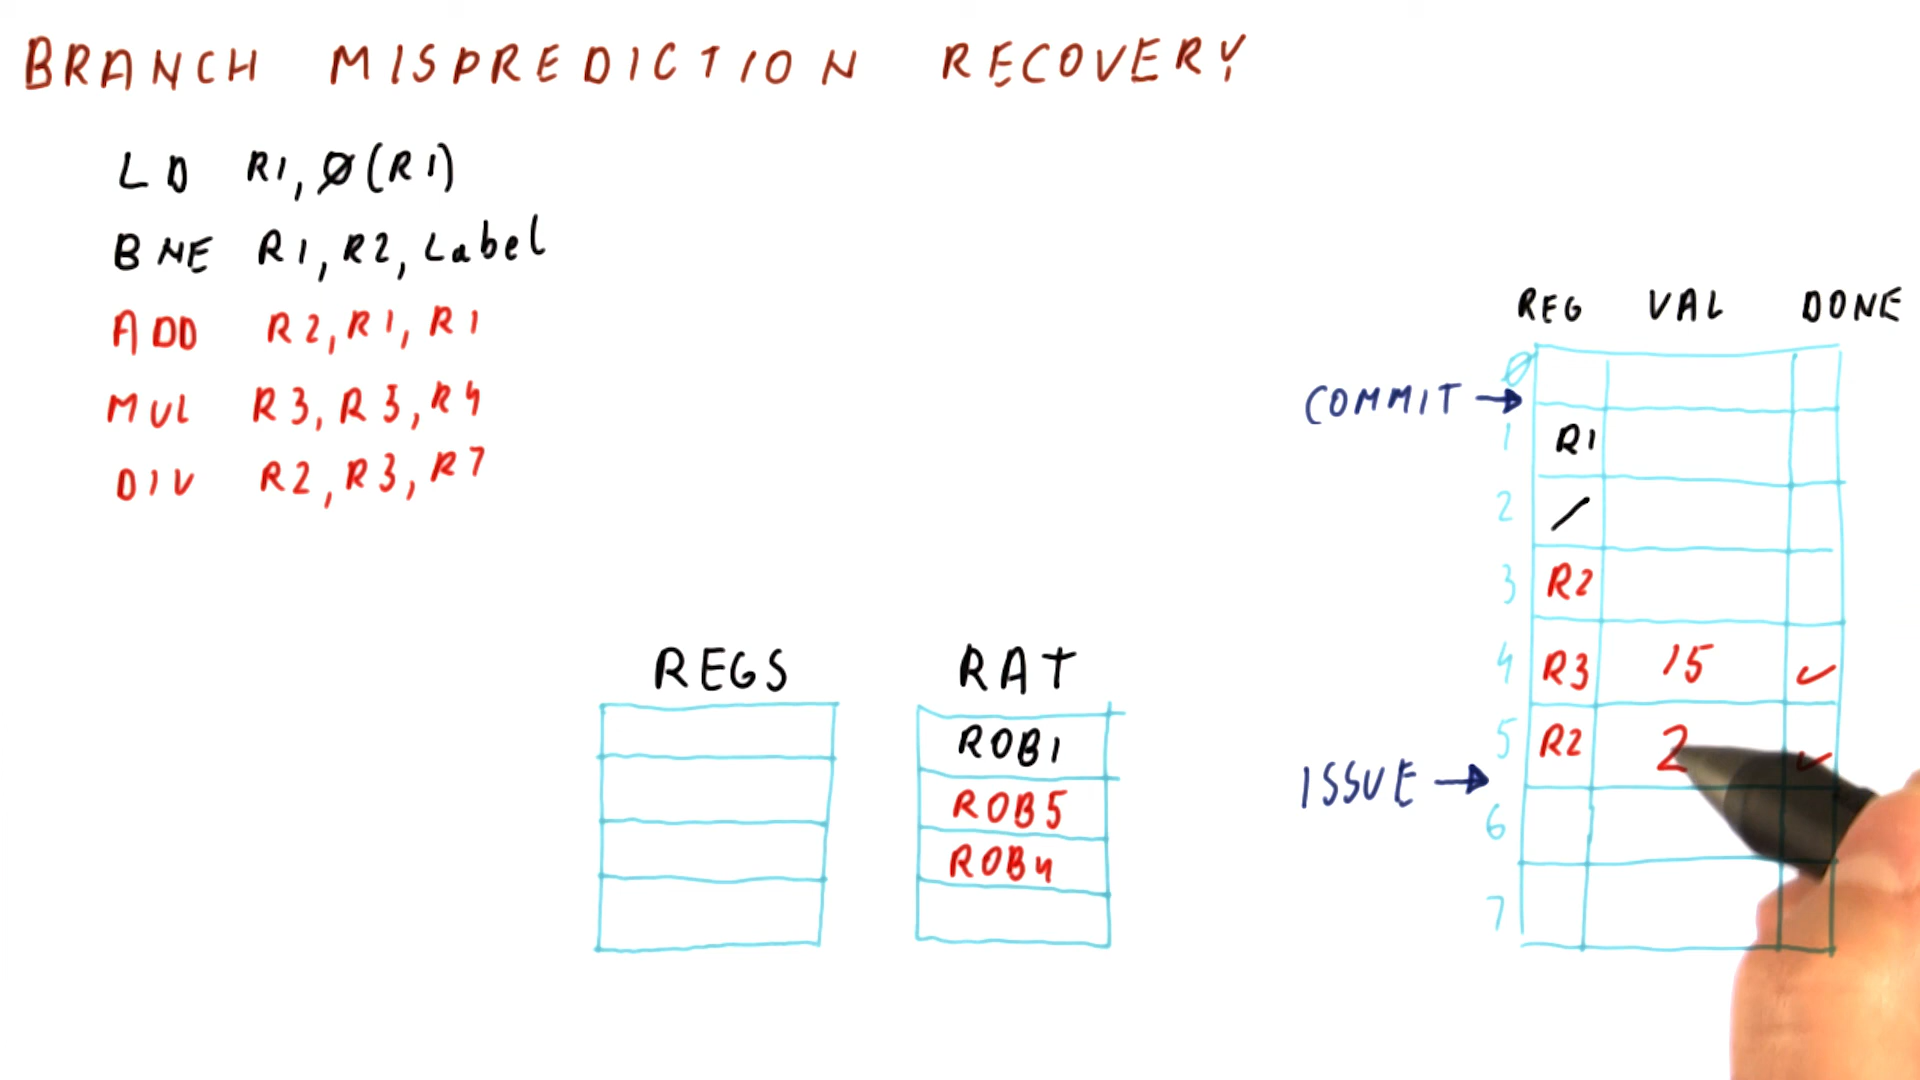 BRANCH MISPREDICTION RECOVERY
LD R1, Ø(R1)
BNE R1, R2, Label
ADD R2, R1, R1
MUL R3, R3, R4
DIV R2, R3, R7
REGS
RAT
ROB1
ROB5
ROB4
REG VAL DONE
COMMIT →
ISSUE →
Ø
1 R1
2 /
3 R2
4 R3 15 ✓
5 R2 2 ✓
6
7